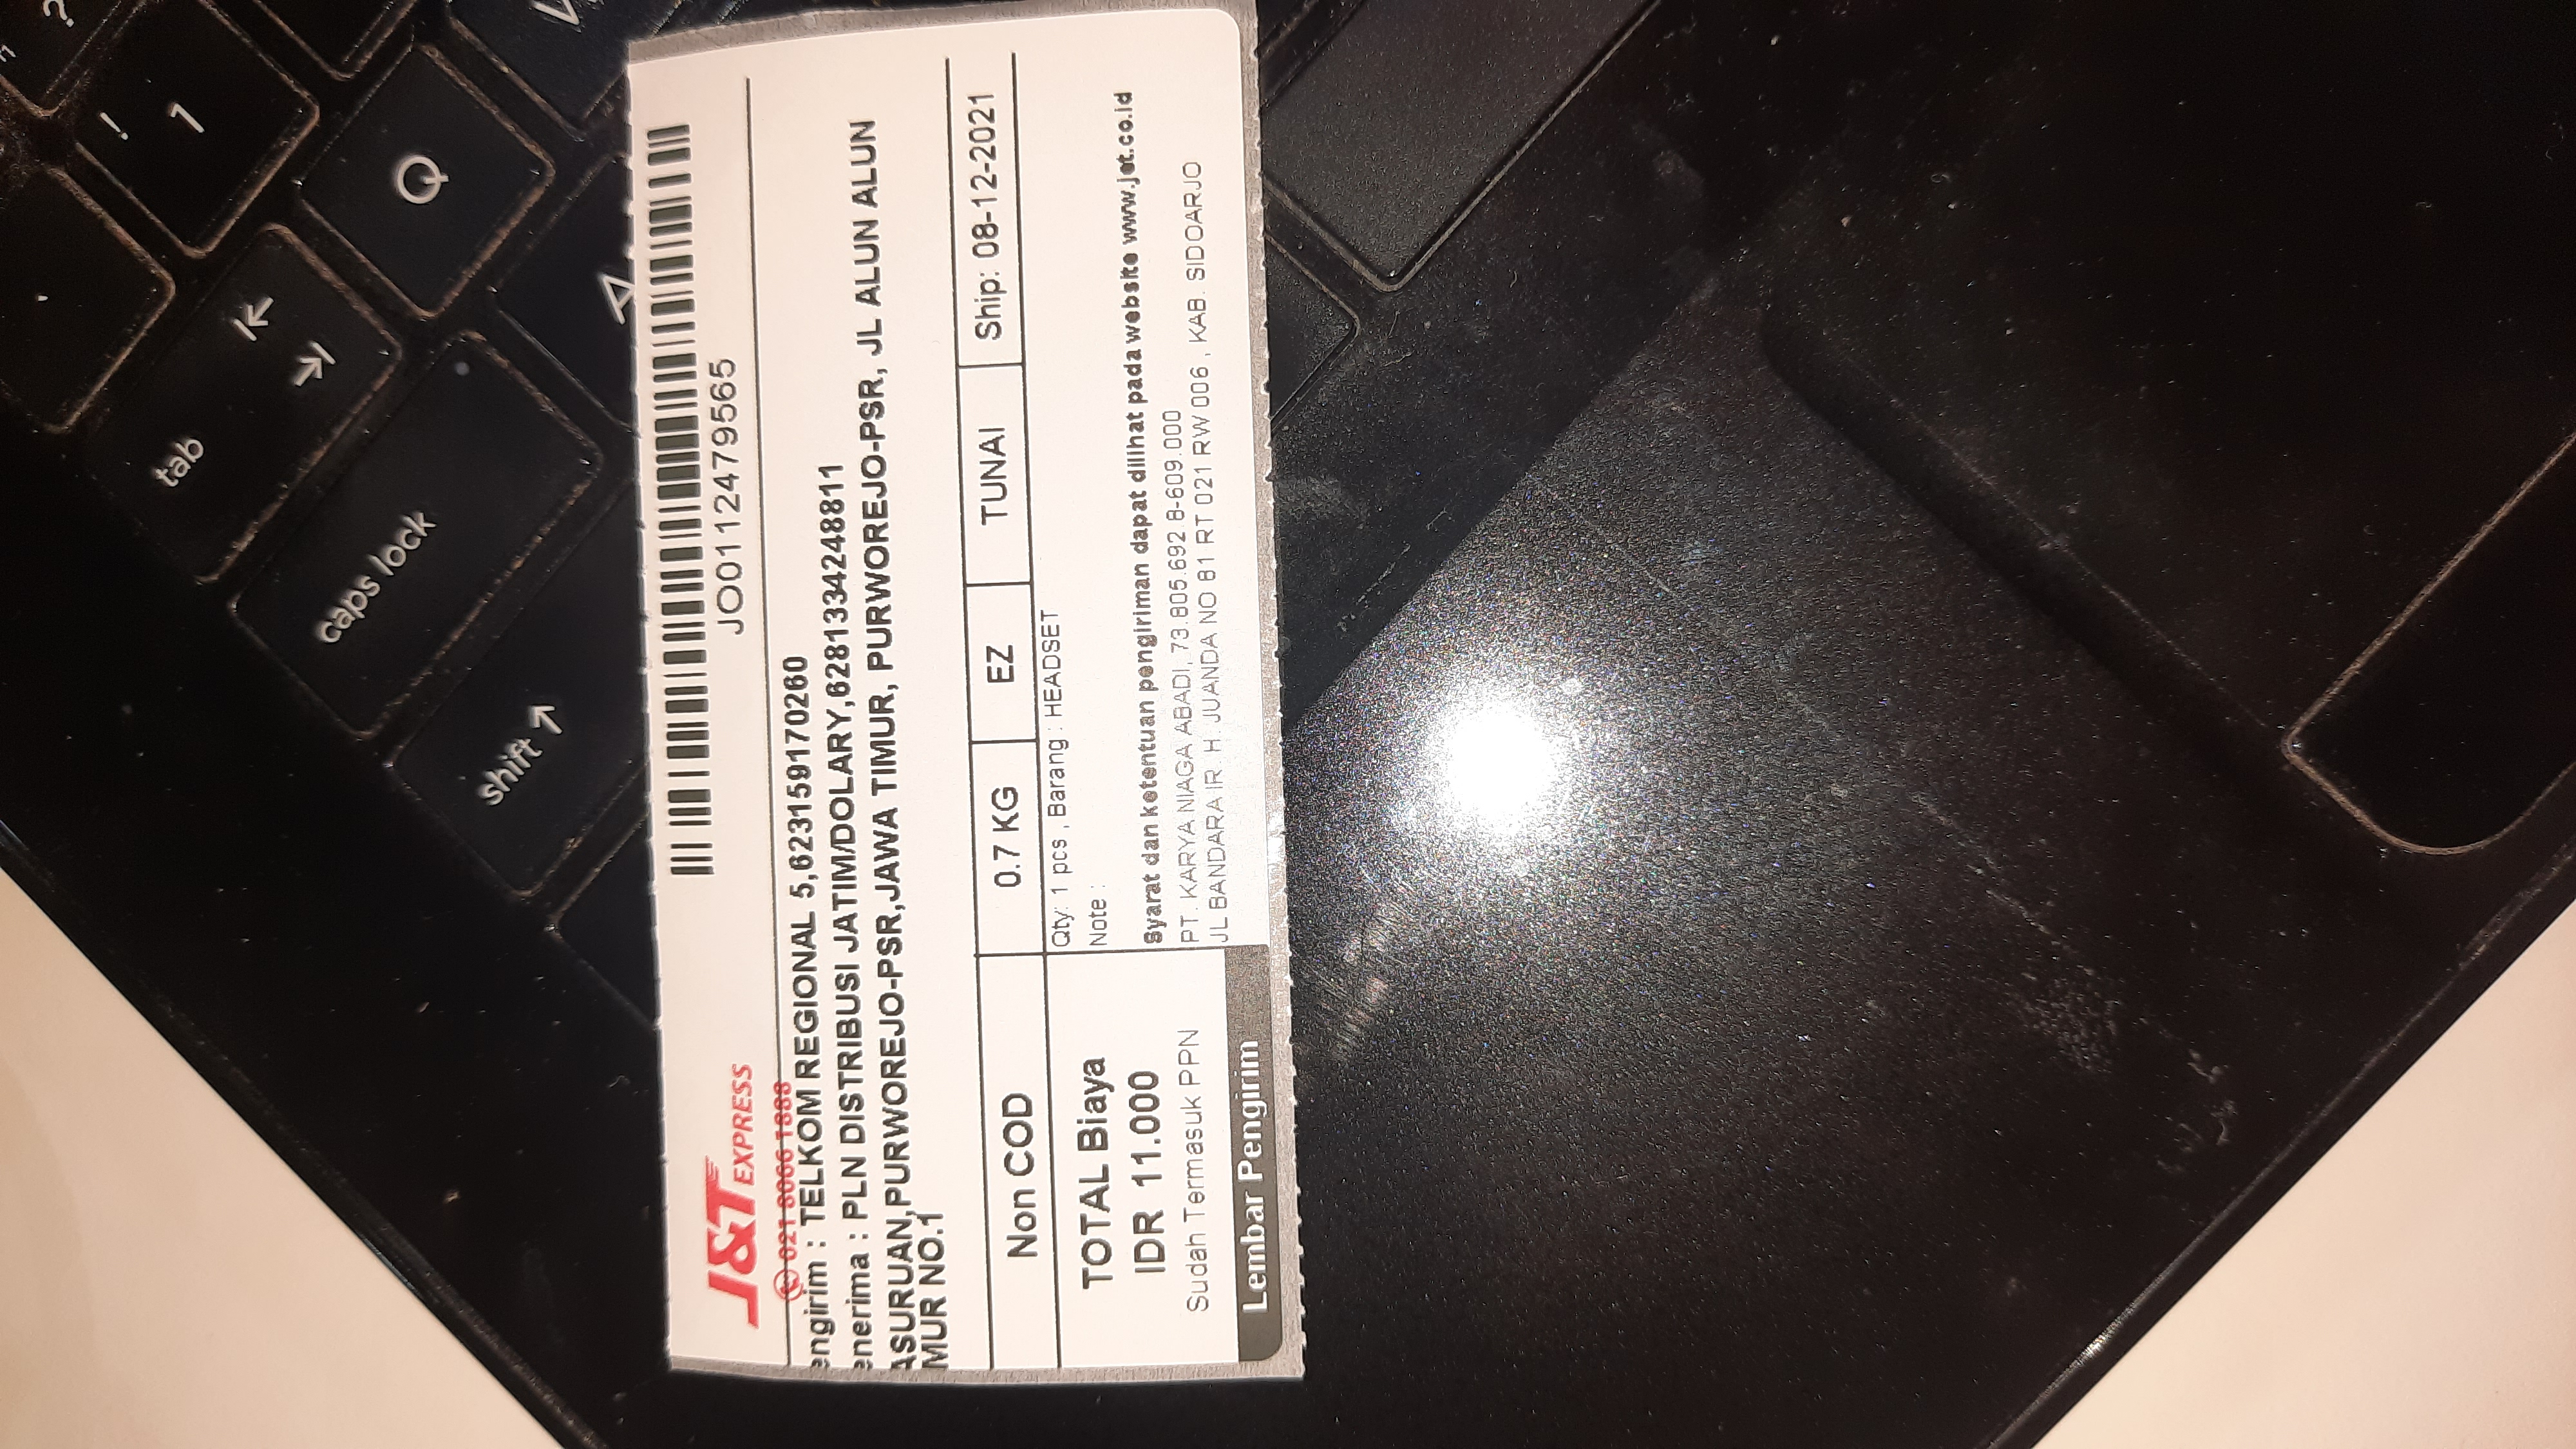 ?
'
!
1
tab
Q
caps lock
shift
A
J&T EXPRESS
JO0112479565
021 8066 1888
engirim : TELKOM REGIONAL 5,623159170260
enerima : PLN DISTRIBUSI JATIM/DOLARY,6281334248811
ASURUAN,PURWOREJO-PSR,JAWA TIMUR, PURWOREJO-PSR, JL ALUN ALUN
MUR NO.1
Non COD 0.7 KG EZ TUNAI Ship: 08-12-2021
TOTAL Biaya
IDR 11.000
Sudah Termasuk PPN
Lembar Pengirim
Qty: 1 pcs , Barang : HEADSET
Note :
Syarat dan ketentuan pengiriman dapat dilihat pada website www.jet.co.id
PT. KARYA NIAGA ABADI, 73.805.692.8-609.000
JL BANDARA IR. H. JUANDA NO 81 RT 021 RW 006 , KAB. SIDOARJO